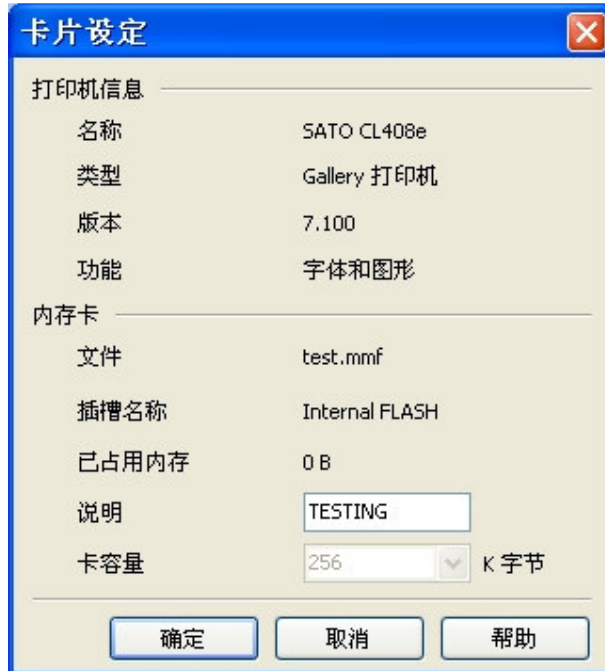 卡片设定
打印机信息
名称 SATO CL408e
类型 Gallery 打印机
版本 7.100
功能 字体和图形
内存卡
文件 test.mmf
插槽名称 Internal FLASH
已占用内存 0 B
说明 TESTING
卡容量 256 K 字节
确定 取消 帮助